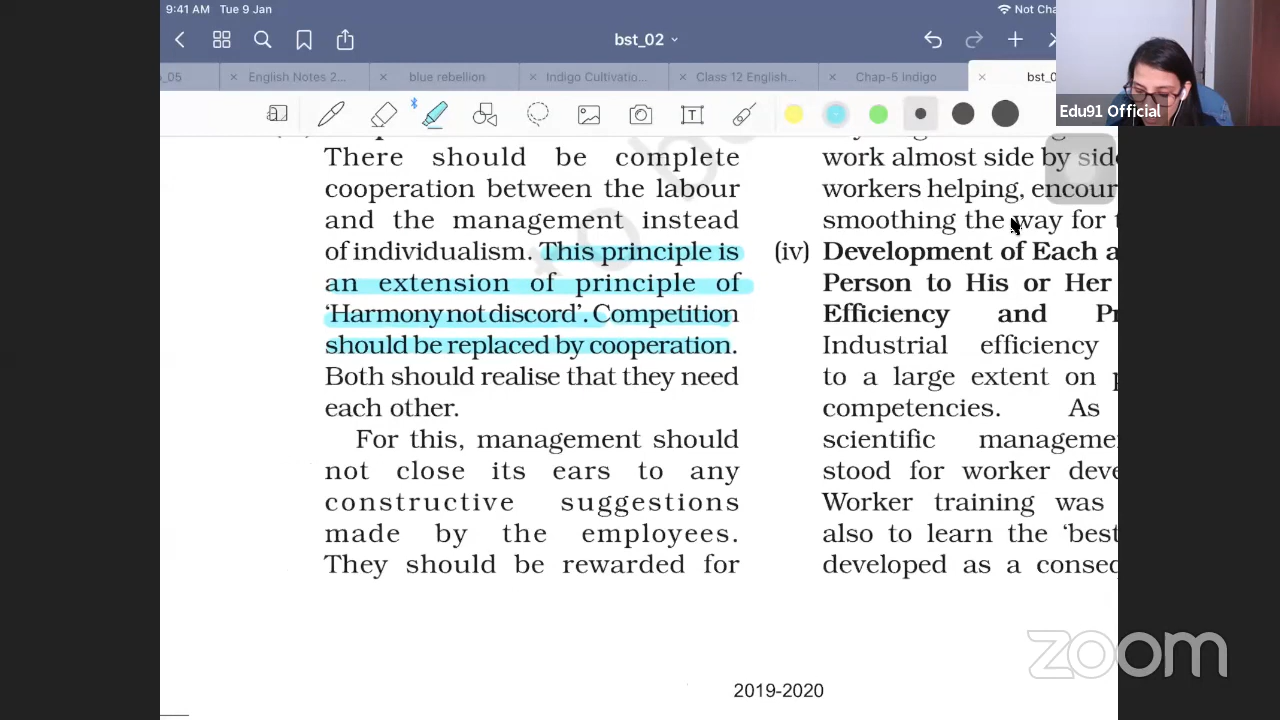 9:41 AM Tue 9 Jan
Not Cha
bst_02
_05
English Notes 2...
blue rebellion
Indigo Cultivatio...
Class 12 English...
Chap-5 indigo
bst_0
Edu91 Official
There should be complete
cooperation between the labour
and the management instead
of individualism. This principle is
an extension of principle of
'Harmony not discord'. Competition
should be replaced by cooperation.
Both should realise that they need
each other.
For this, management should
not close its ears to any
constructive suggestions
made by the employees.
They should be rewarded for
work almost side by side
workers helping, encour
smoothing the way for t
(iv) Development of Each a
Person to His or Her
Efficiency and Pr
Industrial efficiency
to a large extent on p
competencies. As
scientific manageme
stood for worker deve
Worker training was
also to learn the 'best
developed as a conseq
to b
2019-2020
zoom